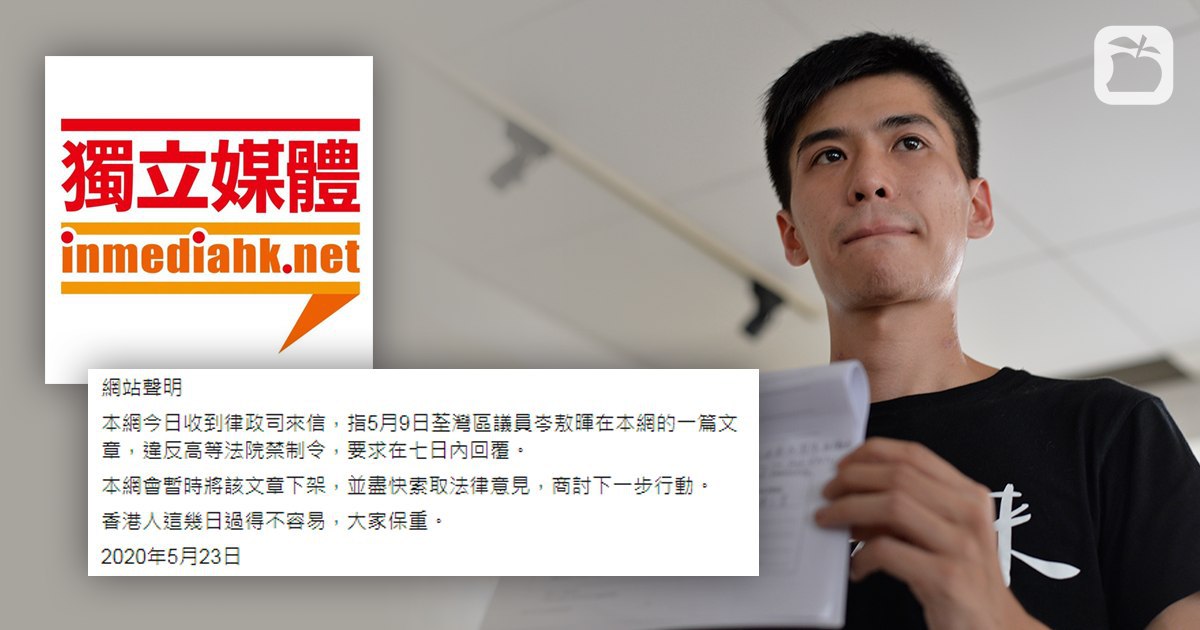 獨立媒體
inmediahk.net
網站聲明
本網今日收到律政司來信，指5月9日荃灣區議員岑敖暉在本網的一篇文
章，違反高等法院禁制令，要求在七日內回覆。
本網會暫時將該文章下架，並盡快索取法律意見，商討下一步行動。
香港人這幾日過得不容易，大家保重。
2020年5月23日